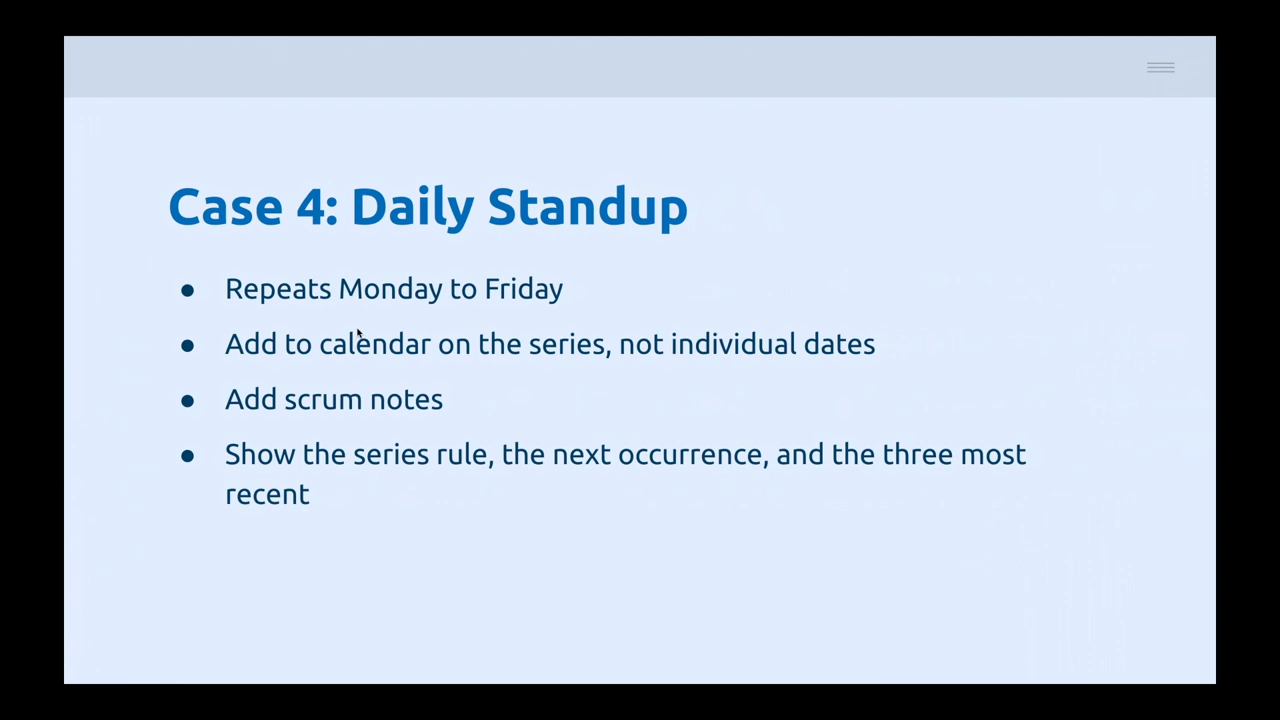 Case 4: Daily Standup
● Repeats Monday to Friday
● Add to calendar on the series, not individual dates
● Add scrum notes
● Show the series rule, the next occurrence, and the three most
recent